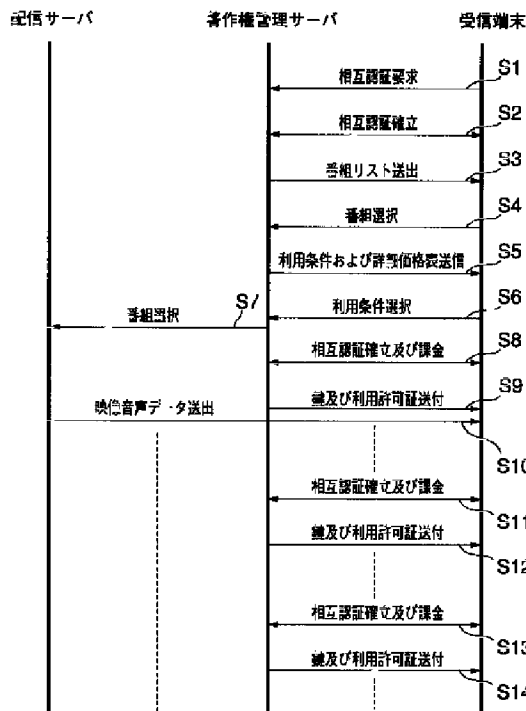 配信サーバ 著作権管理サーバ 受信端末
相互認証要求 S1
相互認証確立 S2
番組リスト送出 S3
番組選択 S4
利用条件および詳細価格表送信 S5
利用条件選択 S6
番組選択 S7
相互認証確立及び課金 S8
鍵及び利用許可証送付 S9
映像音声データ送出 S10
相互認証確立及び課金 S11
鍵及び利用許可証送付 S12
相互認証確立及び課金 S13
鍵及び利用許可証送付 S14